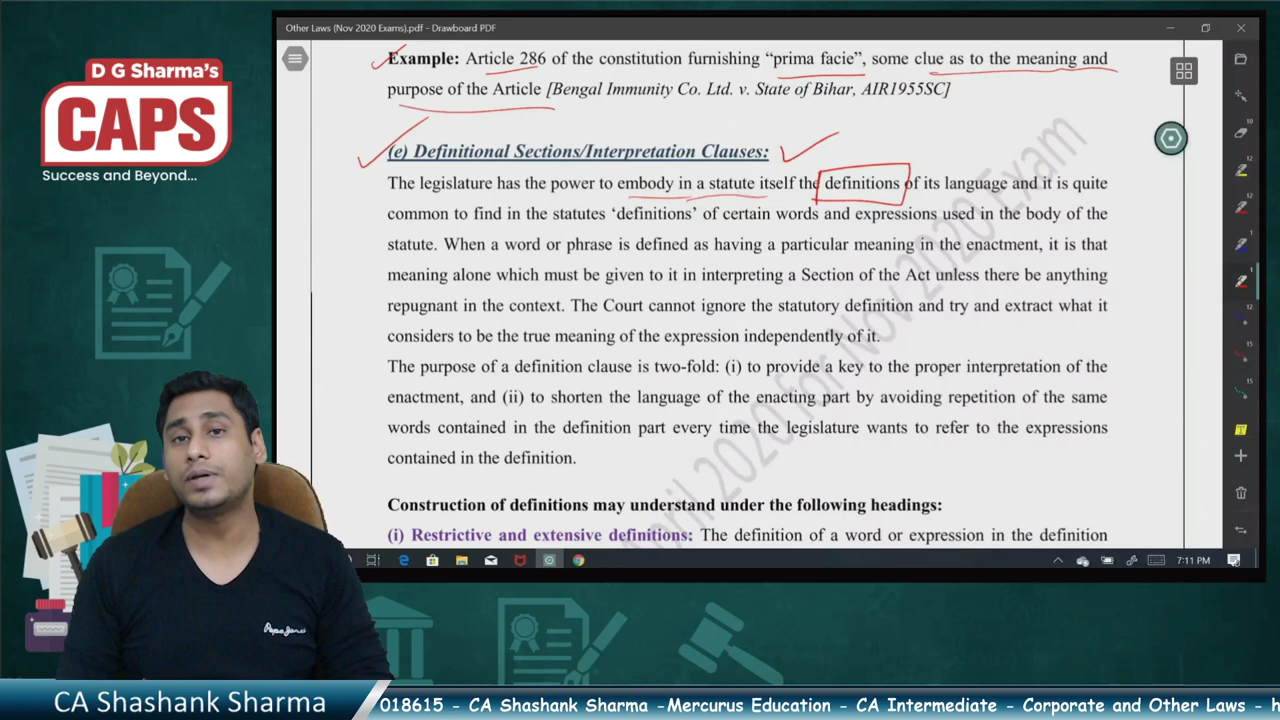 Other Laws (Nov 2020 Exams).pdf - Drawboard PDF
D G Sharma's
CAPS
Success and Beyond...
Example: Article 286 of the constitution furnishing “prima facie”, some clue as to the meaning and
purpose of the Article [Bengal Immunity Co. Ltd. v. State of Bihar, AIR1955SC]
(e) Definitional Sections/Interpretation Clauses:
The legislature has the power to embody in a statute itself the definitions of its language and it is quite
common to find in the statutes ‘definitions’ of certain words and expressions used in the body of the
statute. When a word or phrase is defined as having a particular meaning in the enactment, it is that
meaning alone which must be given to it in interpreting a Section of the Act unless there be anything
repugnant in the context. The Court cannot ignore the statutory definition and try and extract what it
considers to be the true meaning of the expression independently of it.
The purpose of a definition clause is two-fold: (i) to provide a key to the proper interpretation of the
enactment, and (ii) to shorten the language of the enacting part by avoiding repetition of the same
words contained in the definition part every time the legislature wants to refer to the expressions
contained in the definition.
Construction of definitions may understand under the following headings:
(i) Restrictive and extensive definitions: The definition of a word or expression in the definition
April 2020 for Nov 2020 Exam
7:11 PM
Pepe Jeans
CA Shashank Sharma
018615 - CA Shashank Sharma -Mercurus Education - CA Intermediate - Corporate and Other Laws - h